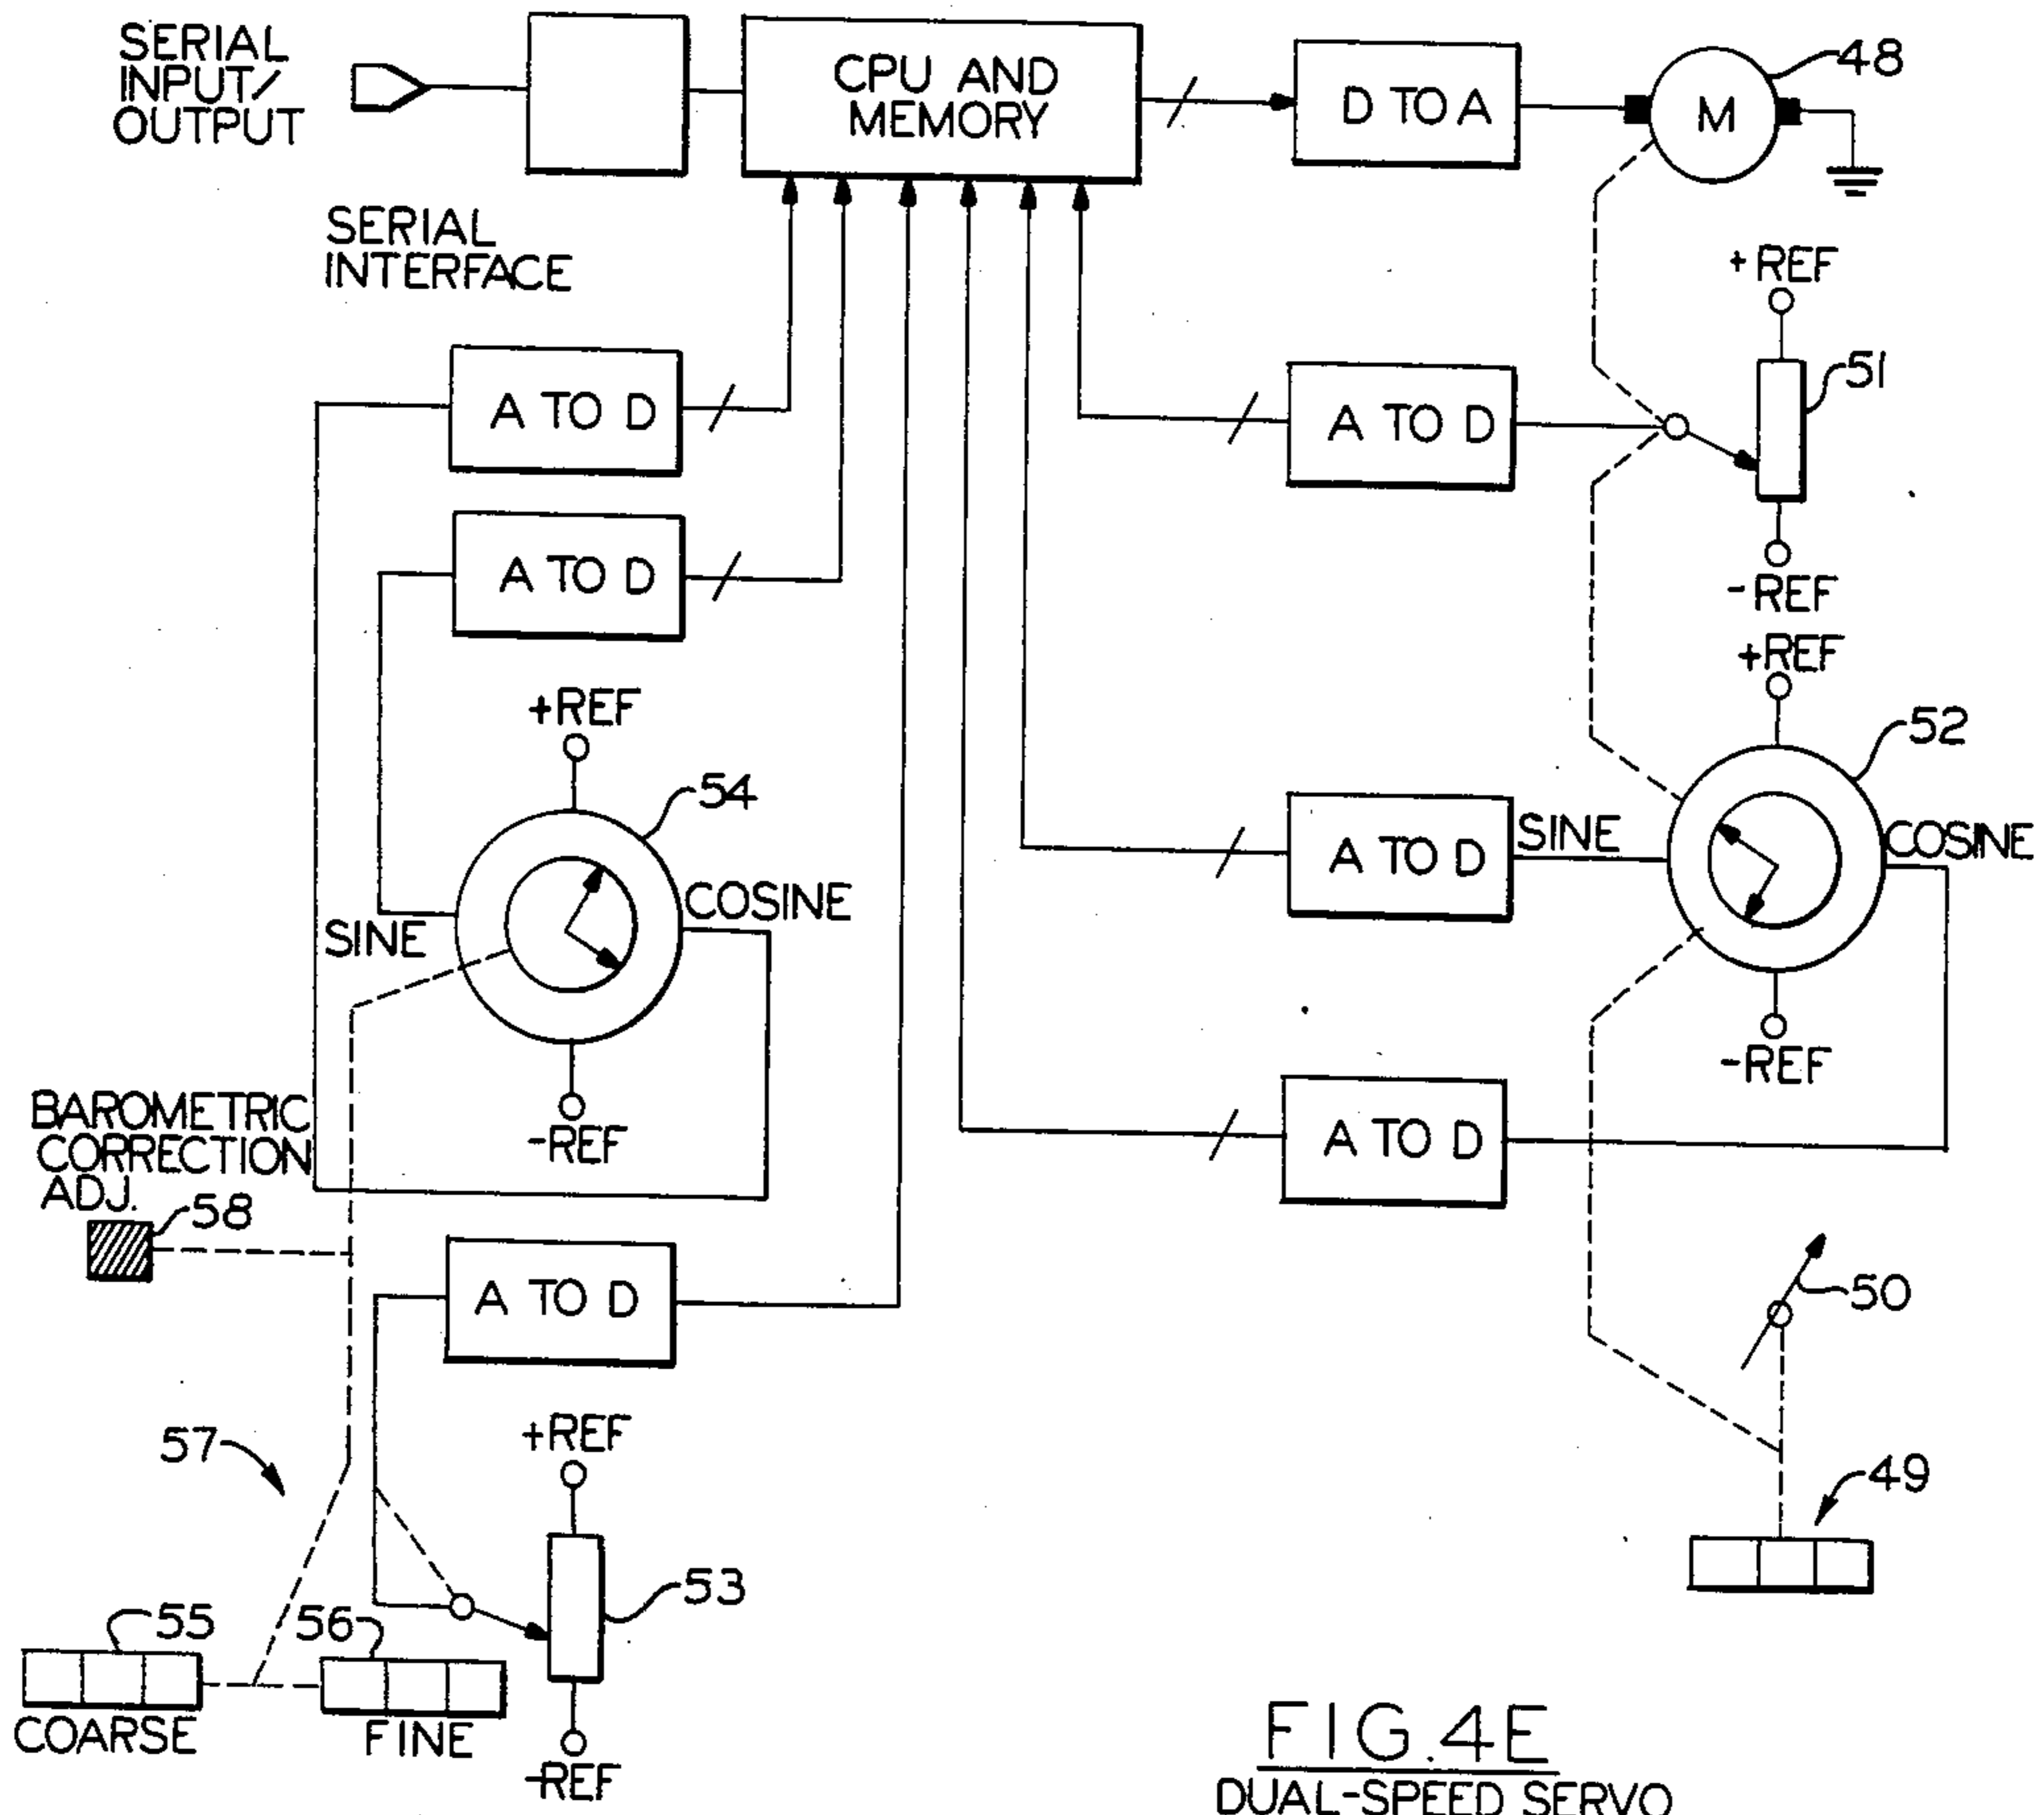 SERIAL
INPUT/
OUTPUT
CPU AND
MEMORY
D TO A
M
48
SERIAL
INTERFACE
+REF
51
A TO D
A TO D
-REF
A TO D
+REF
+REF
52
54
SINE
COSINE
A TO D
COSINE
SINE
-REF
A TO D
BAROMETRIC
CORRECTION
ADJ.
-REF
58
A TO D
50
57
+REF
49
53
55
56
COARSE
FINE
-REF
FIG.4E
DUAL-SPEED SERVO